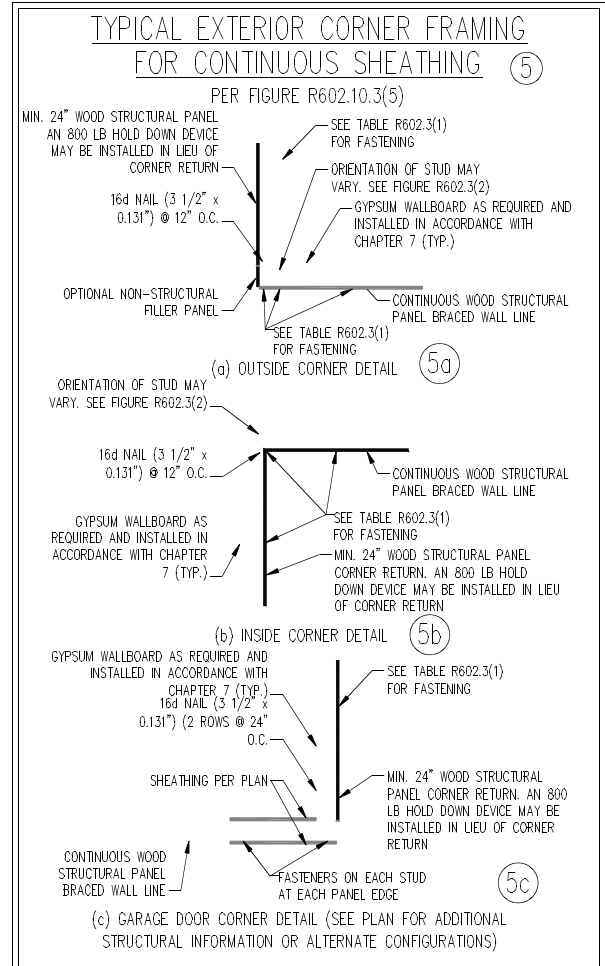 TYPICAL EXTERIOR CORNER FRAMING
FOR CONTINUOUS SHEATHING
5
PER FIGURE R602.10.3(5)
MIN. 24" WOOD STRUCTURAL PANEL
AN 800 LB HOLD DOWN DEVICE
MAY BE INSTALLED IN LIEU OF
CORNER RETURN
16d NAIL (3 1/2" x
0.131") @ 12" O.C.
OPTIONAL NON-STRUCTURAL
FILLER PANEL
SEE TABLE R602.3(1)
FOR FASTENING
ORIENTATION OF STUD MAY
VARY. SEE FIGURE R602.3(2)
GYPSUM WALLBOARD AS REQUIRED AND
INSTALLED IN ACCORDANCE WITH
CHAPTER 7 (TYP.)
CONTINUOUS WOOD STRUCTURAL
PANEL BRACED WALL LINE
SEE TABLE R602.3(1)
FOR FASTENING
(a) OUTSIDE CORNER DETAIL
5a
ORIENTATION OF STUD MAY
VARY. SEE FIGURE R602.3(2)
16d NAIL (3 1/2" x
0.131") @ 12" O.C.
GYPSUM WALLBOARD AS
REQUIRED AND INSTALLED IN
ACCORDANCE WITH CHAPTER
7 (TYP.)
CONTINUOUS WOOD STRUCTURAL
PANEL BRACED WALL LINE
SEE TABLE R602.3(1)
FOR FASTENING
MIN. 24" WOOD STRUCTURAL PANEL
CORNER RETURN. AN 800 LB HOLD
DOWN DEVICE MAY BE INSTALLED IN LIEU
OF CORNER RETURN
(b) INSIDE CORNER DETAIL
5b
GYPSUM WALLBOARD AS REQUIRED AND
INSTALLED IN ACCORDANCE WITH
CHAPTER 7 (TYP.)
16d NAIL (3 1/2" x
0.131") (2 ROWS @ 24"
O.C.
SHEATHING PER PLAN
CONTINUOUS WOOD
STRUCTURAL PANEL
BRACED WALL LINE
SEE TABLE R602.3(1)
FOR FASTENING
MIN. 24" WOOD STRUCTURAL
PANEL CORNER RETURN. AN 800
LB HOLD DOWN DEVICE MAY BE
INSTALLED IN LIEU OF CORNER
RETURN
FASTENERS ON EACH STUD
AT EACH PANEL EDGE
5c
(c) GARAGE DOOR CORNER DETAIL (SEE PLAN FOR ADDITIONAL
STRUCTURAL INFORMATION OR ALTERNATE CONFIGURATIONS)